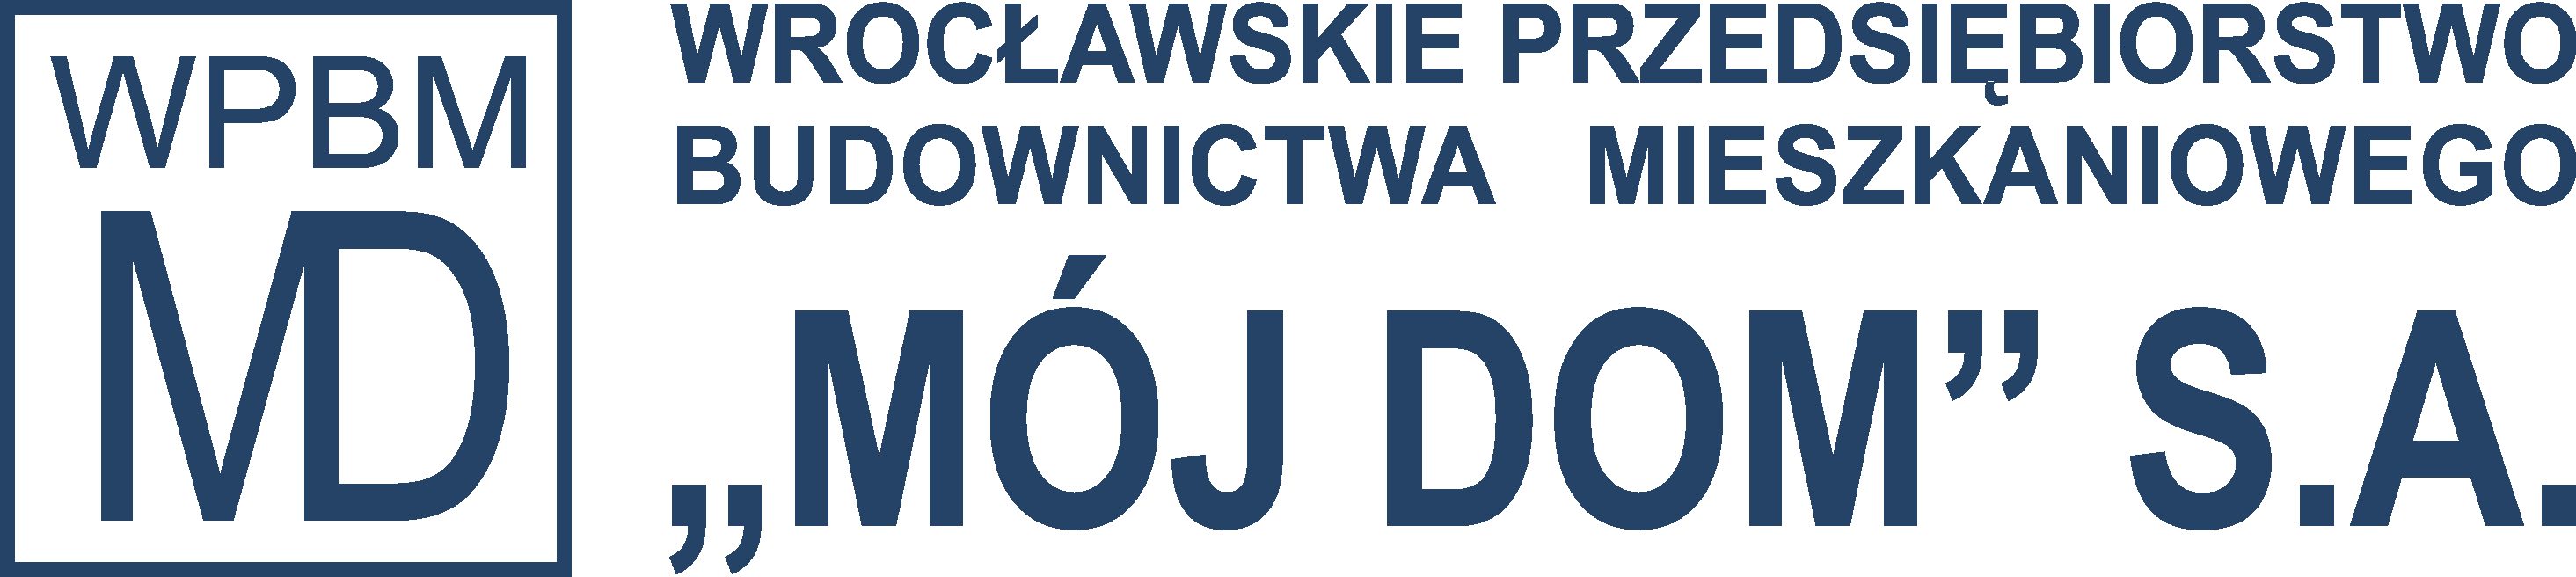 WPBM
MD
WROCŁAWSKIE PRZEDSIĘBIORSTWO
BUDOWNICTWA MIESZKANIOWEGO
„MÓJ DOM” S.A.